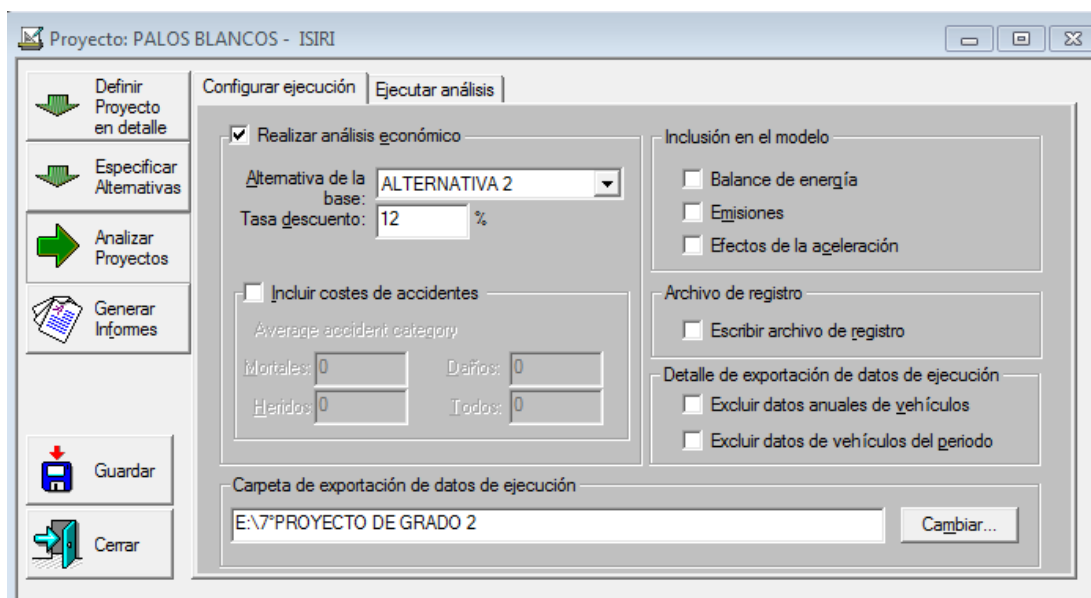 Proyecto: PALOS BLANCOS - ISIRI
Definir
Proyecto
en detalle
Especificar
Alternativas
Analizar
Proyectos
Generar
Informes
Guardar
Cerrar
Configurar ejecución
Ejecutar análisis
Realizar análisis económico
Alternativa de la
base:
ALTERNATIVA 2
Tasa descuento:
12
%
Incluir costes de accidentes
Average accident category
Mortales: 0
Daños: 0
Heridos 0
Todos: 0
Inclusión en el modelo
Balance de energía
Emisiones
Efectos de la aceleración
Archivo de registro
Escribir archivo de registro
Detalle de exportación de datos de ejecución
Excluir datos anuales de vehículos
Excluir datos de vehículos del periodo
Carpeta de exportación de datos de ejecución
E:\7°PROYECTO DE GRADO 2
Cambiar...